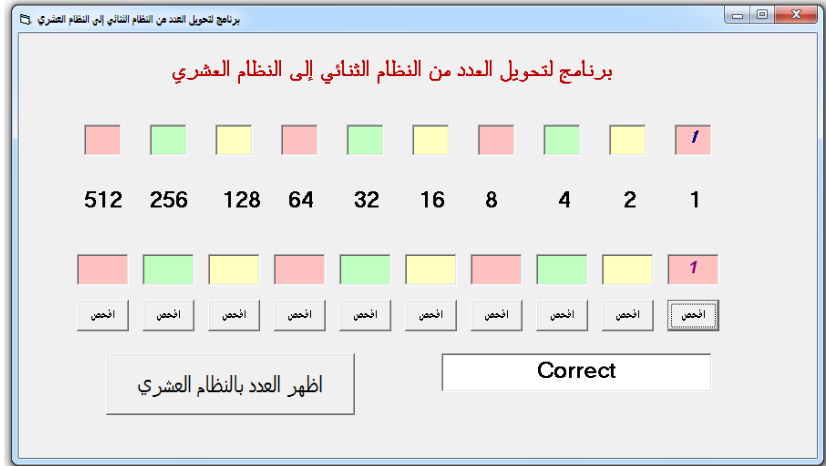 برنامج لتحويل العدد من النظام الثنائي إلى النظام العشري
برنامج لتحويل العدد من النظام الثنائي إلى النظام العشري
1
512 256 128 64 32 16 8 4 2 1
1
افحص افحص افحص افحص افحص افحص افحص افحص افحص افحص
اظهر العدد بالنظام العشري
Correct